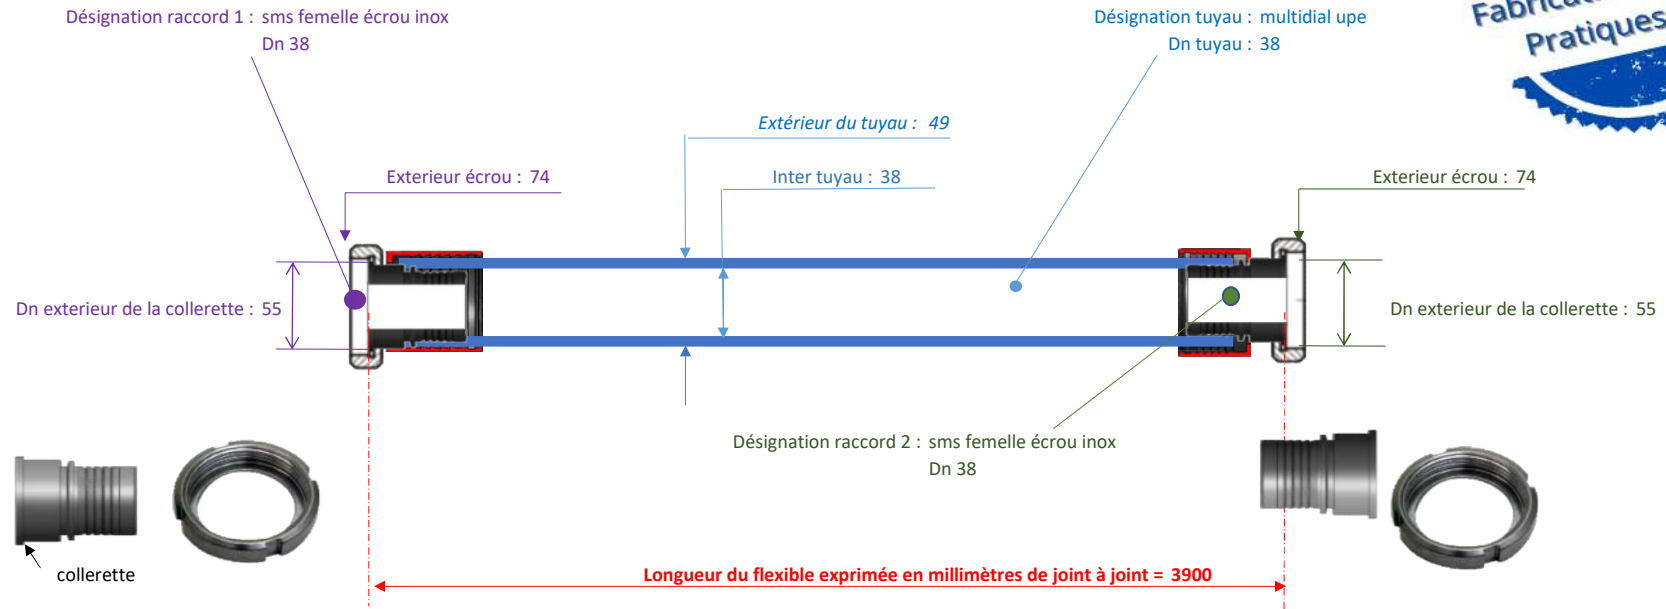 Désignation raccord 1 : sms femelle écrou inox
Dn 38
Désignation tuyau : multidial upe
Dn tuyau : 38
Pratiques
Extérieur du tuyau : 49
Exterieur écrou : 74
Inter tuyau : 38
Exterieur écrou : 74
Dn exterieur de la collerette : 55
Dn exterieur de la collerette : 55
Désignation raccord 2 : sms femelle écrou inox
Dn 38
collerette
Longueur du flexible exprimée en millimètres de joint à joint = 3900